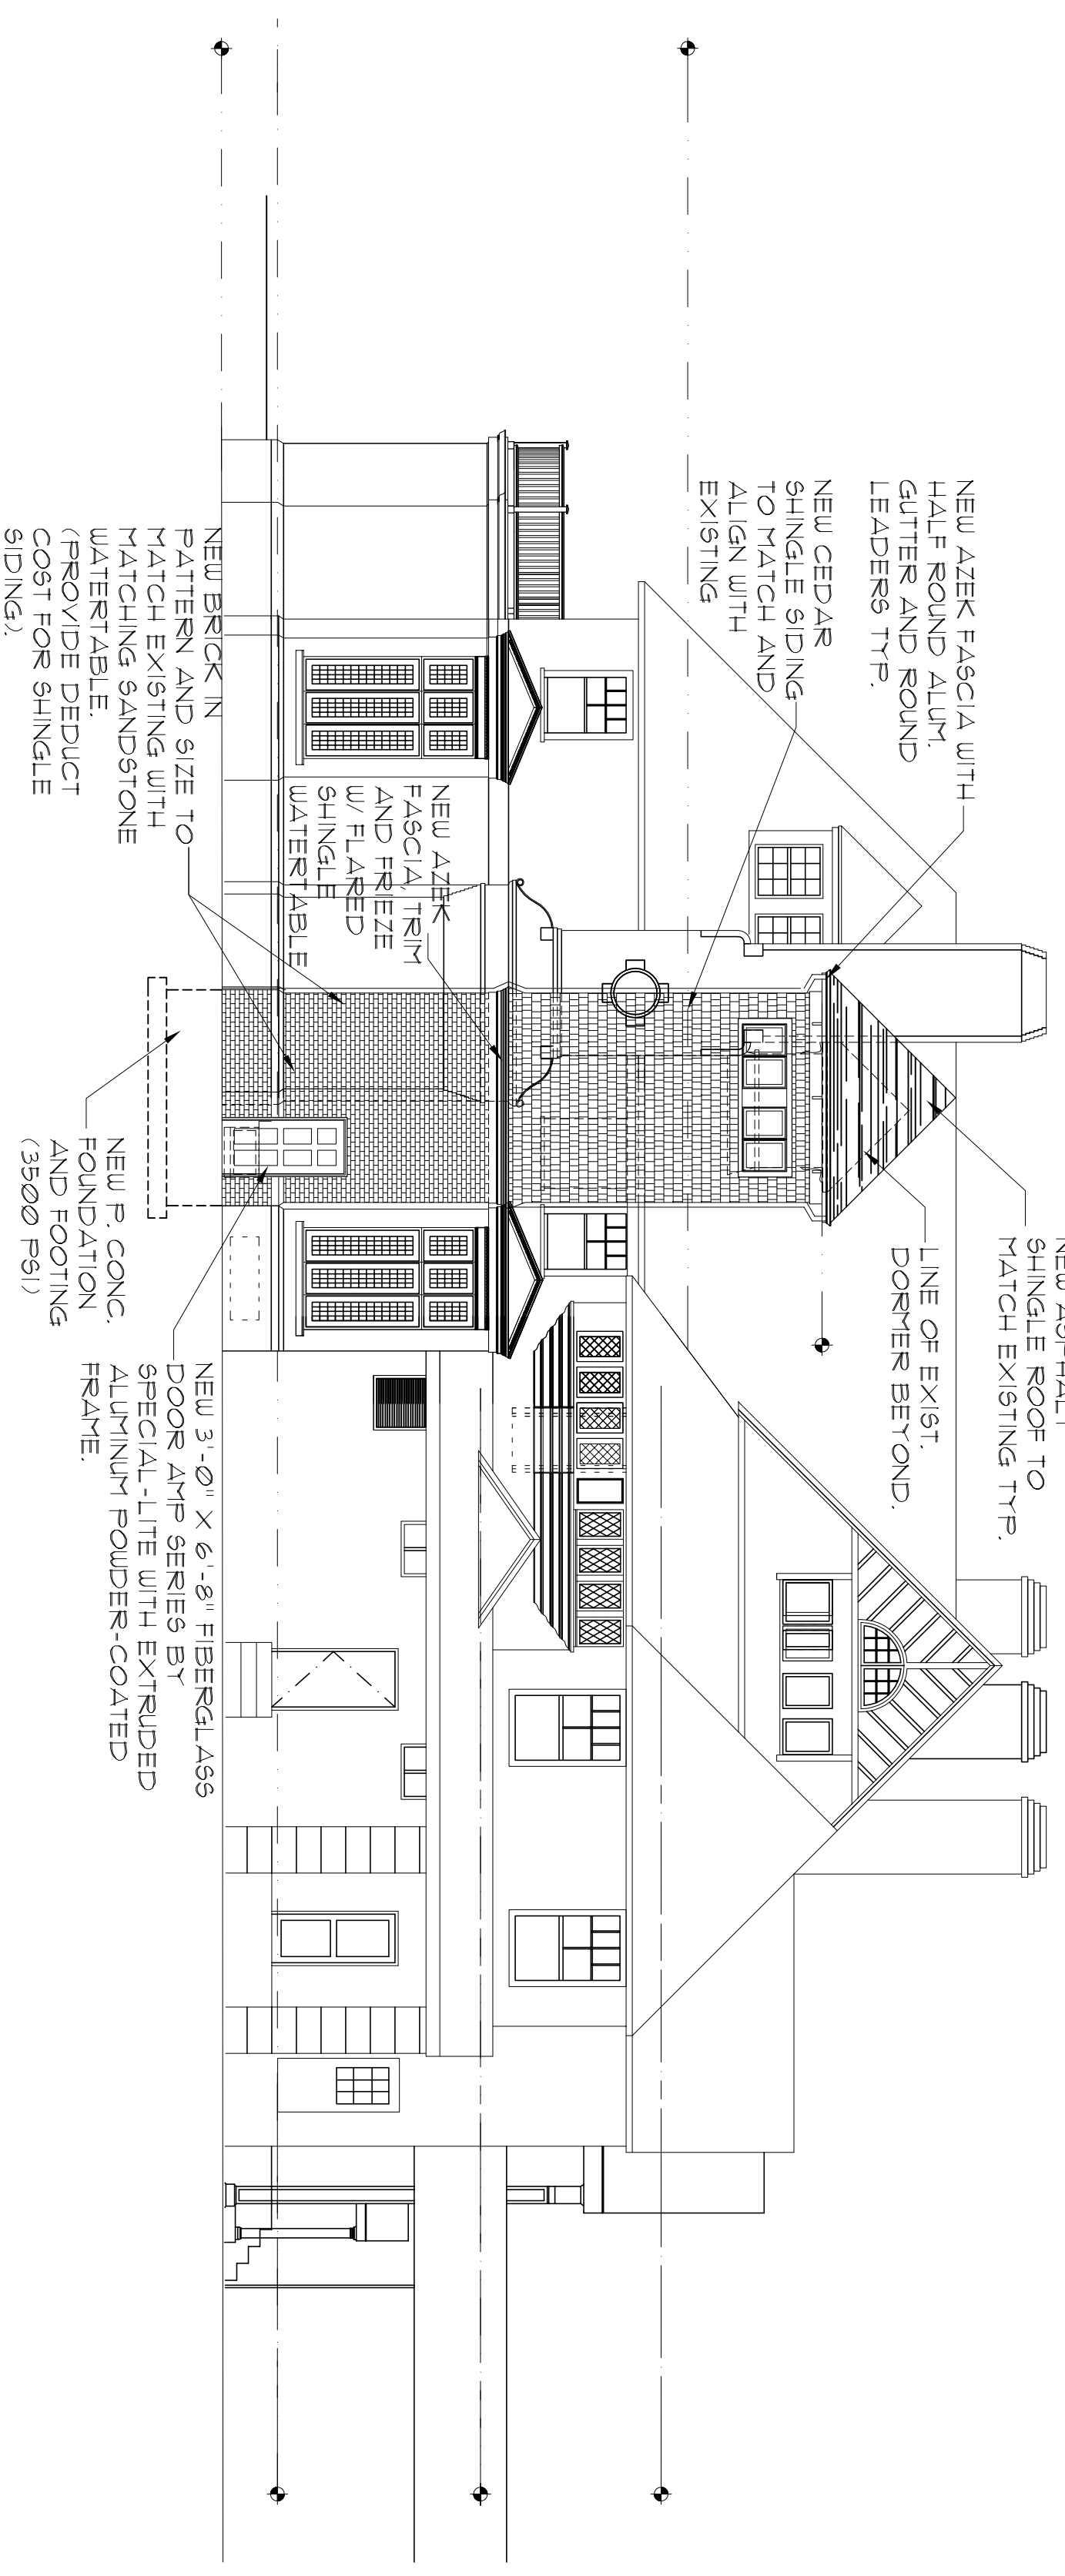 NEW AZEK FASCIA WITH
HALF ROUND ALUM.
GUTTER AND ROUND
LEADERS TYP.
NEW CEDAR
SHINGLE SIDING
TO MATCH AND
ALIGN WITH
EXISTING
NEW AZEK
FASCIA, TRIM
AND FRIEZE
W/ FLARED
SHINGLE
WATERTABLE
NEW BRICK IN
PATTERN AND SIZE TO
MATCH EXISTING WITH
MATCHING SANDSTONE
WATERTABLE.
(PROVIDE DEDUCT
COST FOR SHINGLE
SIDING).
NEW ASPHALT
SHINGLE ROOF TO
MATCH EXISTING TYP.
LINE OF EXIST.
DORMER BEYOND.
NEW P. CONC.
FOUNDATION
AND FOOTING
(3500 PSI)
NEW 3'-0" X 6'-8" FIBERGLASS
DOOR AMP SERIES BY
SPECIAL-LITE WITH EXTRUDED
ALUMINUM POWDER-COATED
FRAME.